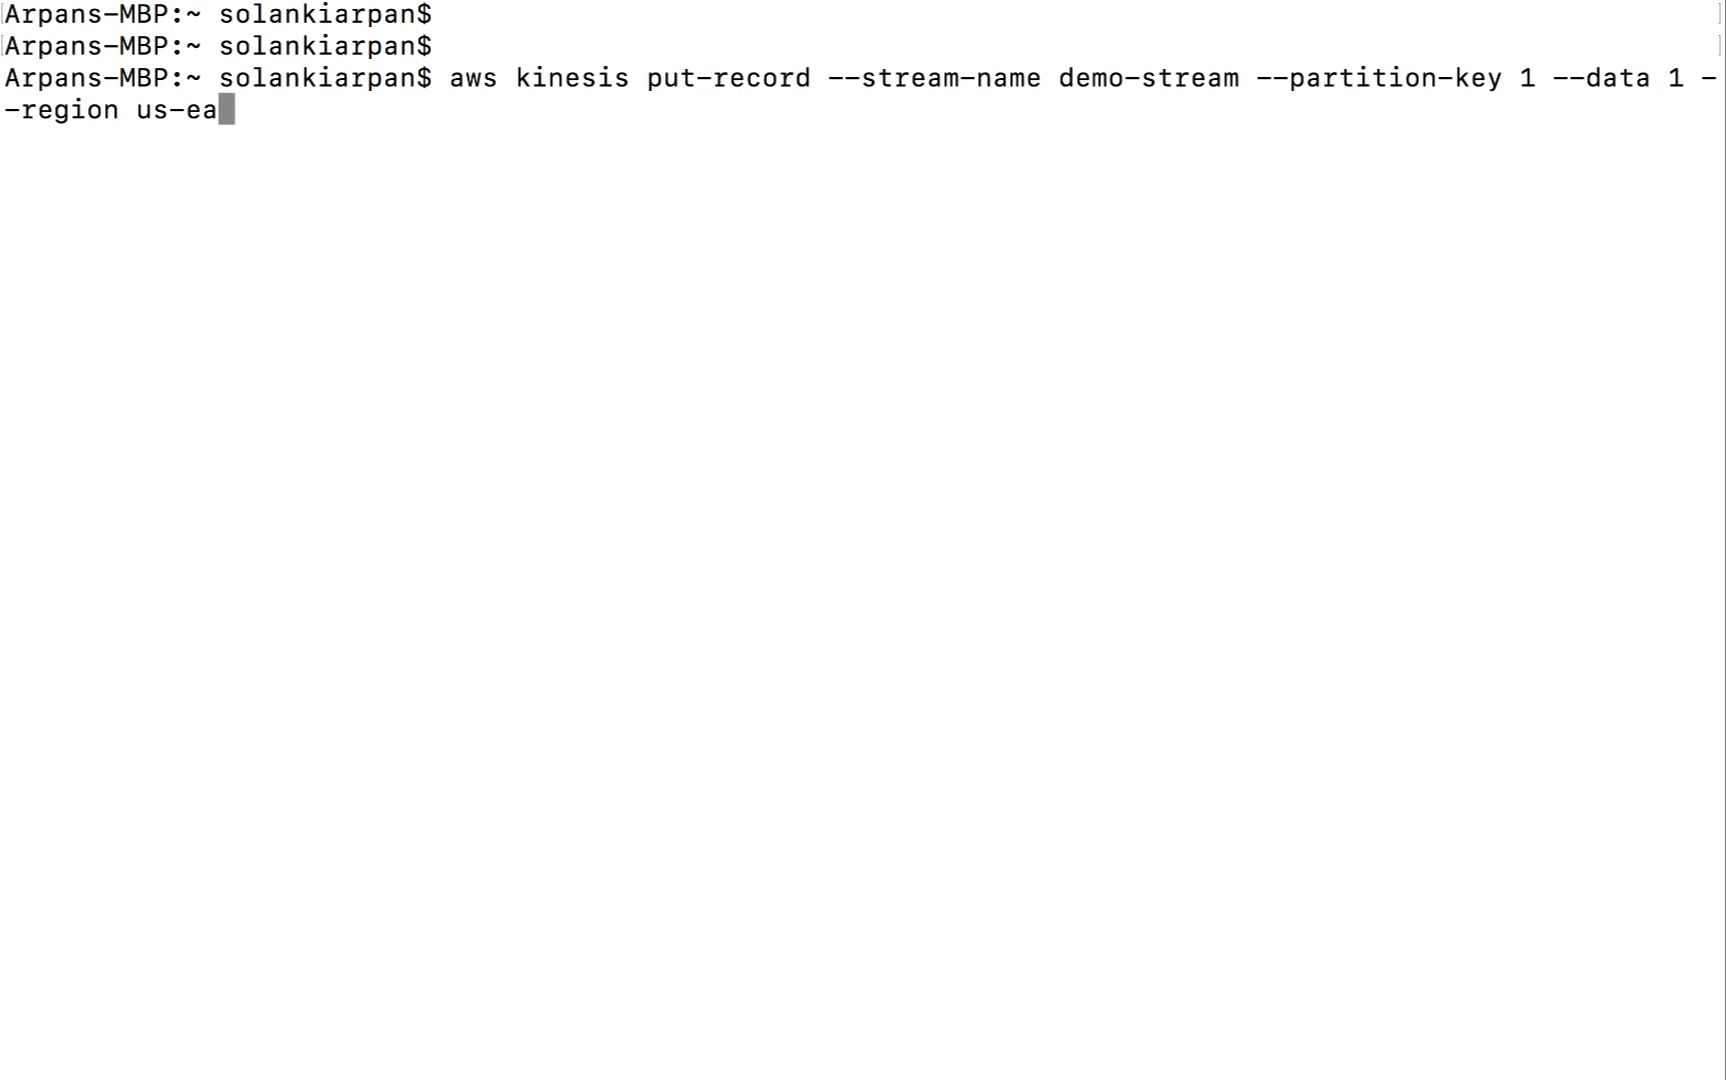 Arpans-MBP:~ solankiarpan$
Arpans-MBP:~ solankiarpan$
Arpans-MBP:~ solankiarpan$ aws kinesis put-record --stream-name demo-stream --partition-key 1 --data 1 -
-region us-ea